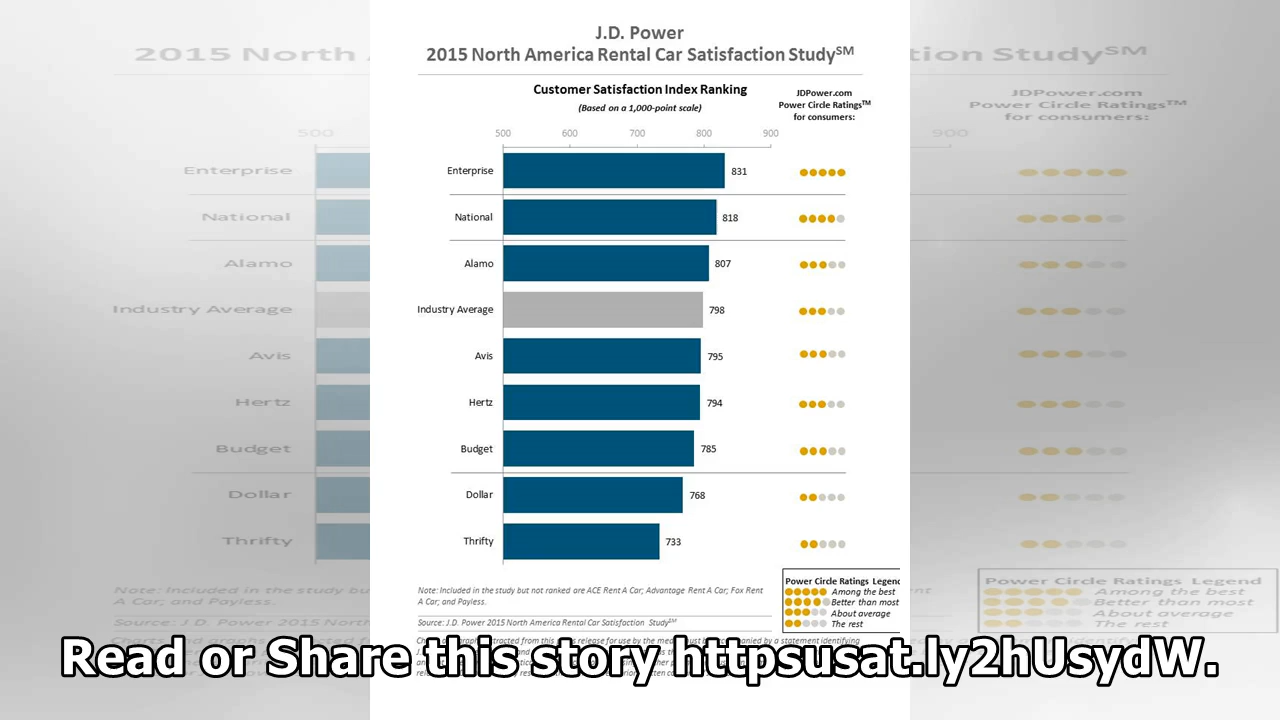 J.D. Power
2015 North America Rental Car Satisfaction Study℠
Customer Satisfaction Index Ranking
(Based on a 1,000-point scale)
JDPower.com
Power Circle Ratings™
for consumers:
500 600 700 800 900
Enterprise 831
National 818
Alamo 807
Industry Average 798
Avis 795
Hertz 794
Budget 785
Dollar 768
Thrifty 733
Power Circle Ratings Legend
Among the best
Better than most
About average
The rest
Note: Included in the study but not ranked are ACE Rent A Car; Advantage Rent A Car; Fox Rent
A Car; and Payless.
Source: J.D. Power 2015 North America Rental Car Satisfaction Study℠
Read or Share this story httpsusat.ly2hUsydW.